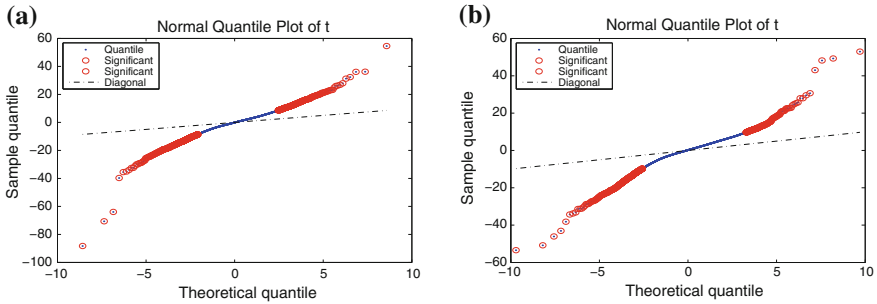 (a)
Normal Quantile Plot of t
Quantile
Significant
Significant
Diagonal
60
40
20
0
−20
−40
−60
−80
−100
Sample quantile
−10
−5
0
5
10
Theoretical quantile
(b)
Normal Quantile Plot of t
Quantile
Significant
Significant
Diagonal
60
40
20
0
−20
−40
−60
Sample quantile
−10
−5
0
5
10
Theoretical quantile